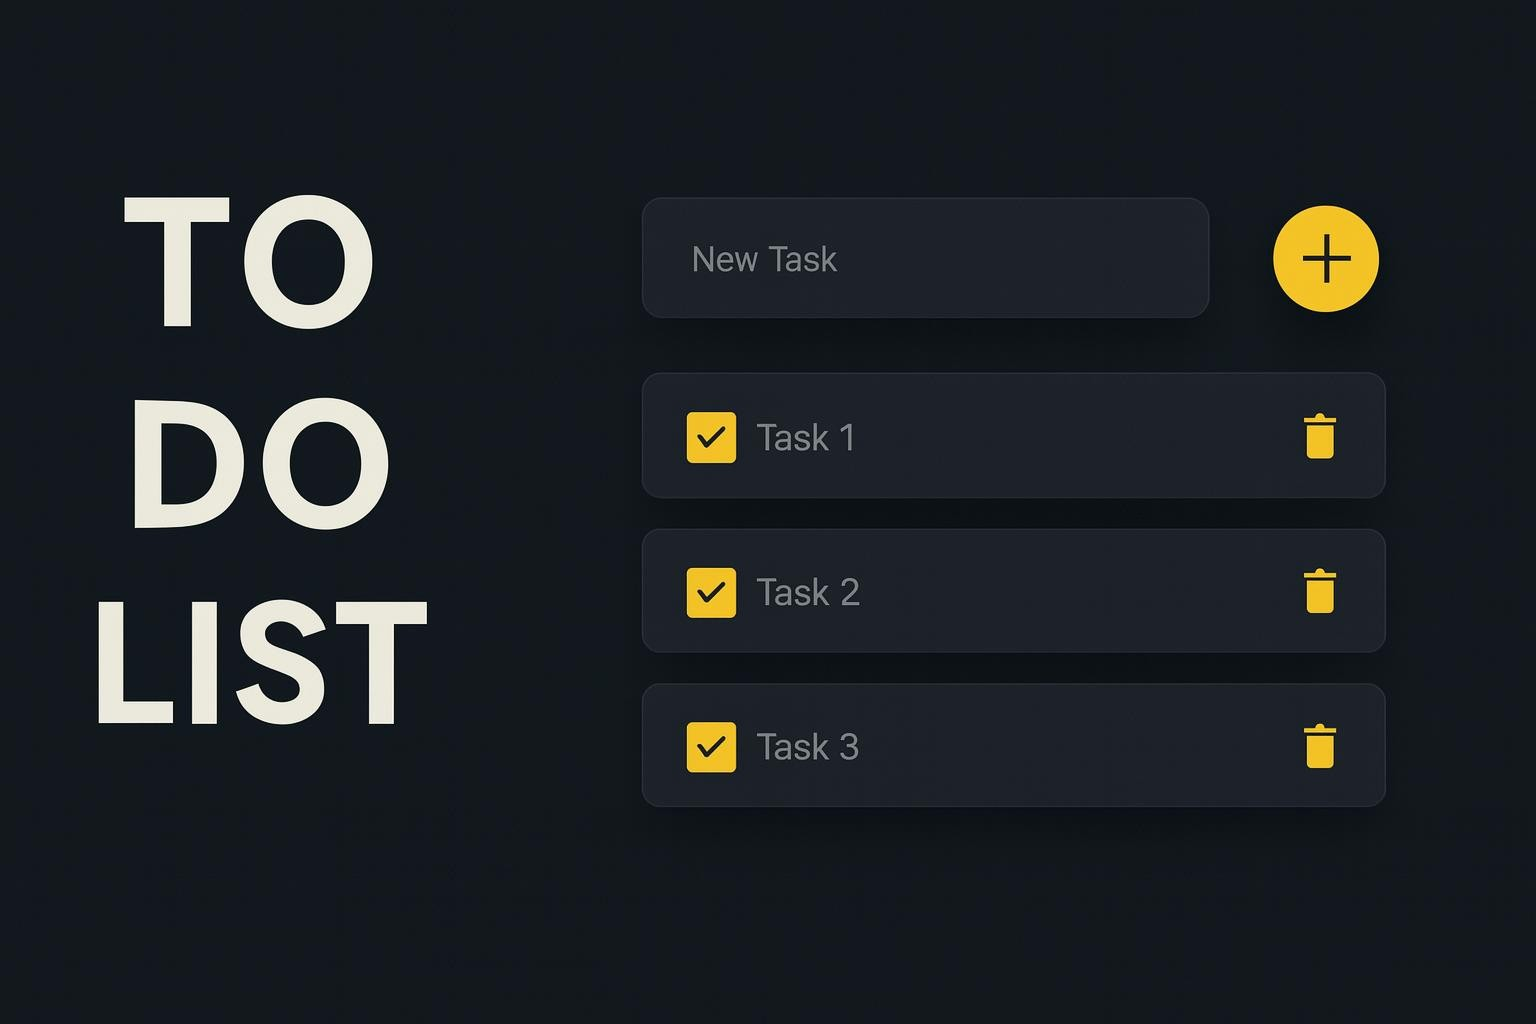 TO
DO
LIST
New Task
Task 1
Task 2
Task 3